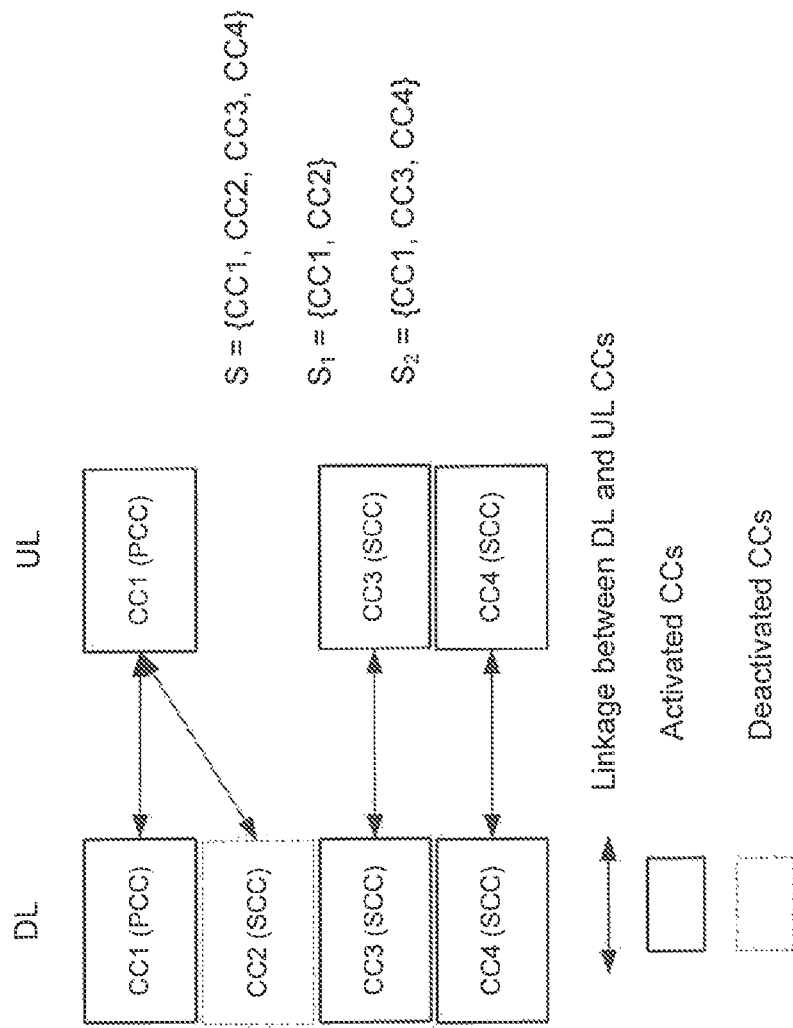 DL
UL
CC1 (PCC)
CC1 (PCC)
CC2 (SCC)
CC3 (SCC)
CC3 (SCC)
CC4 (SCC)
CC4 (SCC)
S = {CC1, CC2, CC3, CC4}
S₁ = {CC1, CC2}
S₂ = {CC1, CC3, CC4}
Linkage between DL and UL CCs
Activated CCs
Deactivated CCs